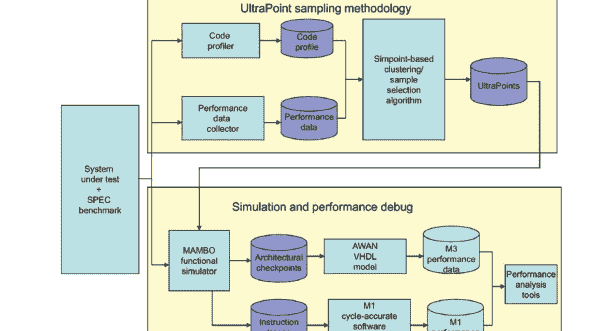 UltraPoint sampling methodology
Code
profiler
Code
profile
Simpoint-based
clustering/
sample
selection
algorithm
UltraPoints
Performance
data
collector
Performance
data
System
under test
+
SPEC
benchmark
Simulation and performance debug
MAMBO
functional
simulator
Architectural
checkpoints
AWAN
VHDL
model
M3
performance
data
Performance
analysis
tools
Instruction
M1
cycle-accurate
software
M1